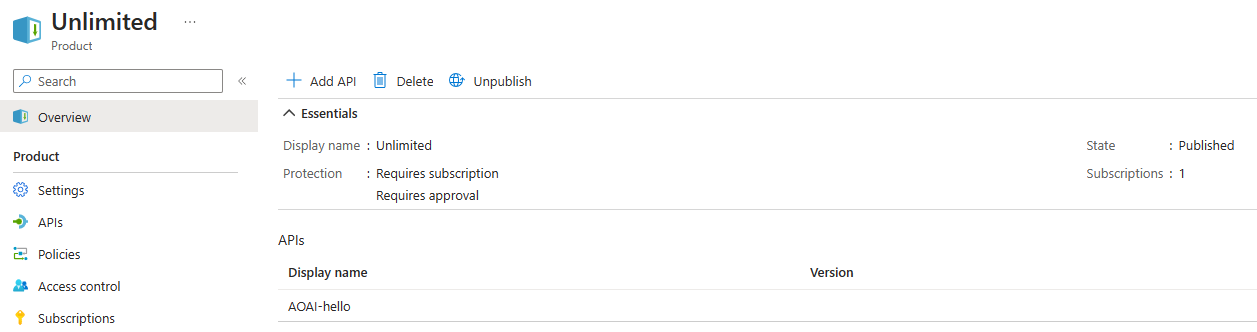 Unlimited ...
Product
Search «
Overview
Product
Settings
APIs
Policies
Access control
Subscriptions
Add API Delete Unpublish
Essentials
Display name : Unlimited State : Published
Protection : Requires subscription Subscriptions : 1
Requires approval
APIs
Display name Version
AOAI-hello